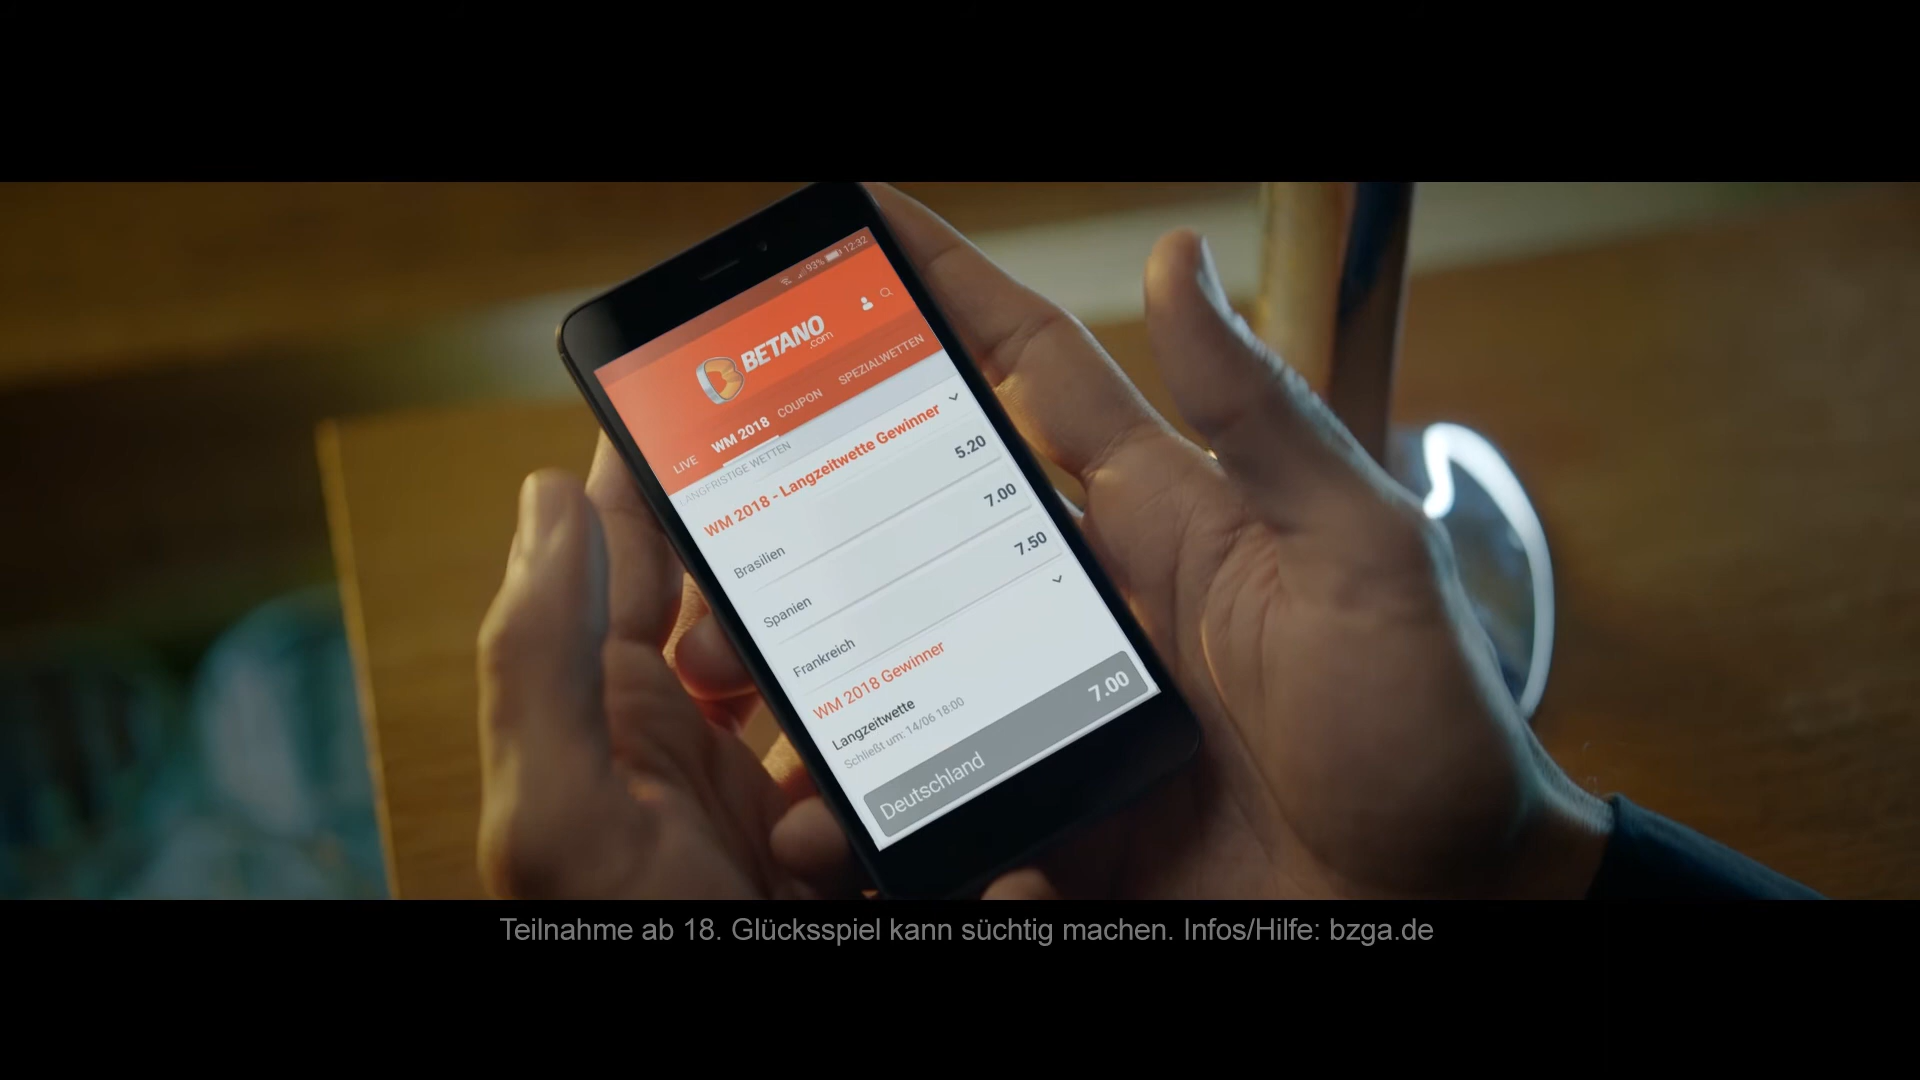 93% 12:32
BETANO
.com
LIVE WM 2018 COUPON SPEZIALWETTEN
LANGFRISTIGE WETTEN
WM 2018 - Langzeitwette Gewinner
Brasilien 5.20
Spanien 7.00
Frankreich 7.50
WM 2018 Gewinner
Langzeitwette
Schließt um: 14/06 18:00
Deutschland 7.00
Teilnahme ab 18. Glücksspiel kann süchtig machen. Infos/Hilfe: bzga.de